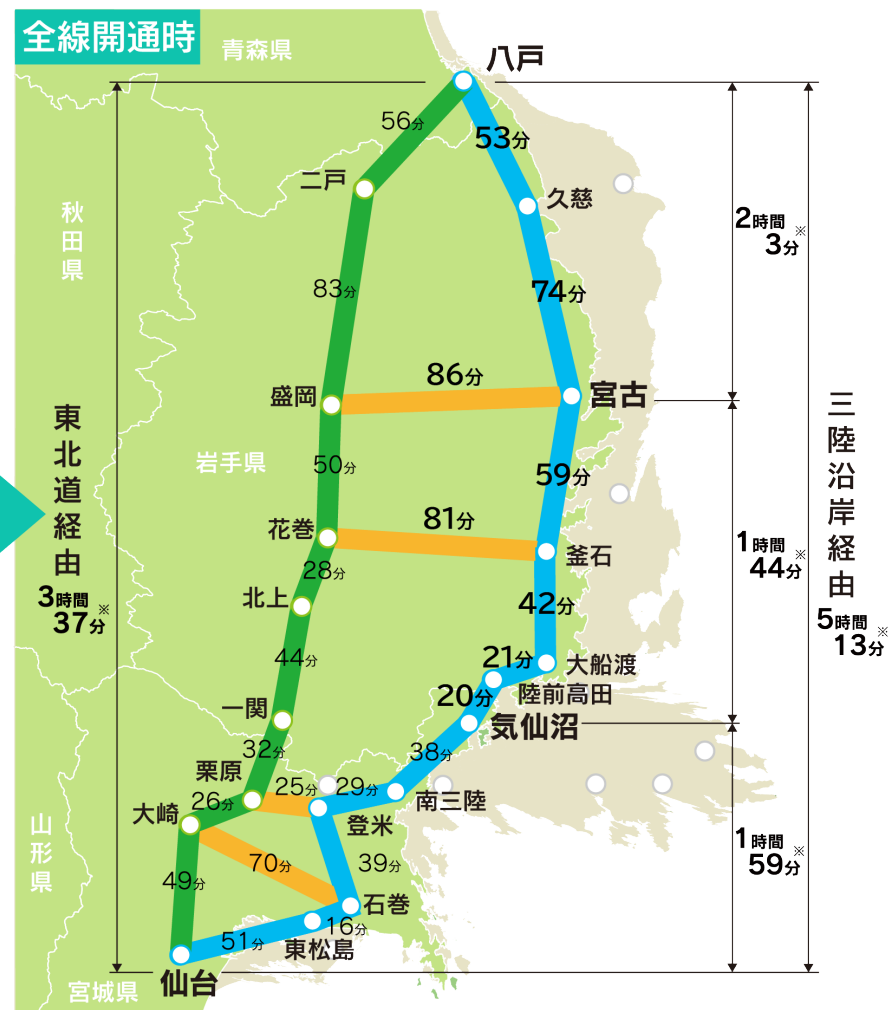 全線開通時
青森県
八戸
56分
53分
二戸
久慈
秋田県
2時間
3分※
83分
74分
86分
盛岡
宮古
東北道経由
3時間
37分※
三陸沿岸経由
5時間
13分※
岩手県
50分
59分
81分
花巻
釜石
1時間
44分※
28分
北上
42分
44分
21分
大船渡
20分
陸前高田
一関
気仙沼
32分
38分
栗原
25分
29分
26分
南三陸
大崎
登米
山形県
1時間
59分※
70分
39分
49分
石巻
16分
51分
東松島
仙台
宮城県